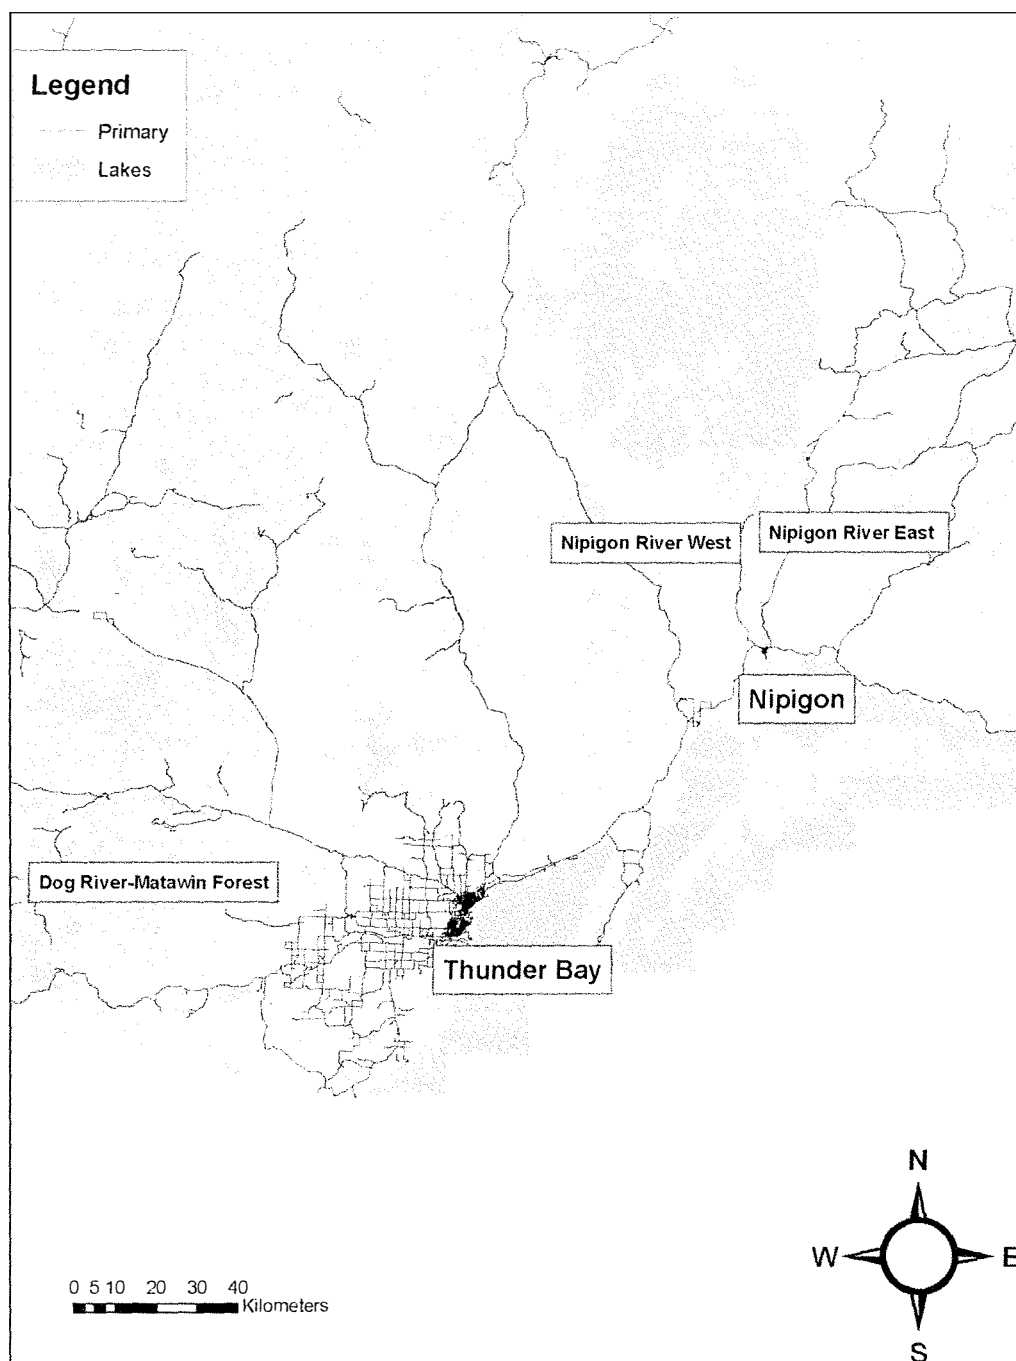 Legend
Primary
Lakes
Nipigon River West
Nipigon River East
Nipigon
Dog River-Matawin Forest
Thunder Bay
N
W E
S
0 5 10 20 30 40
Kilometers